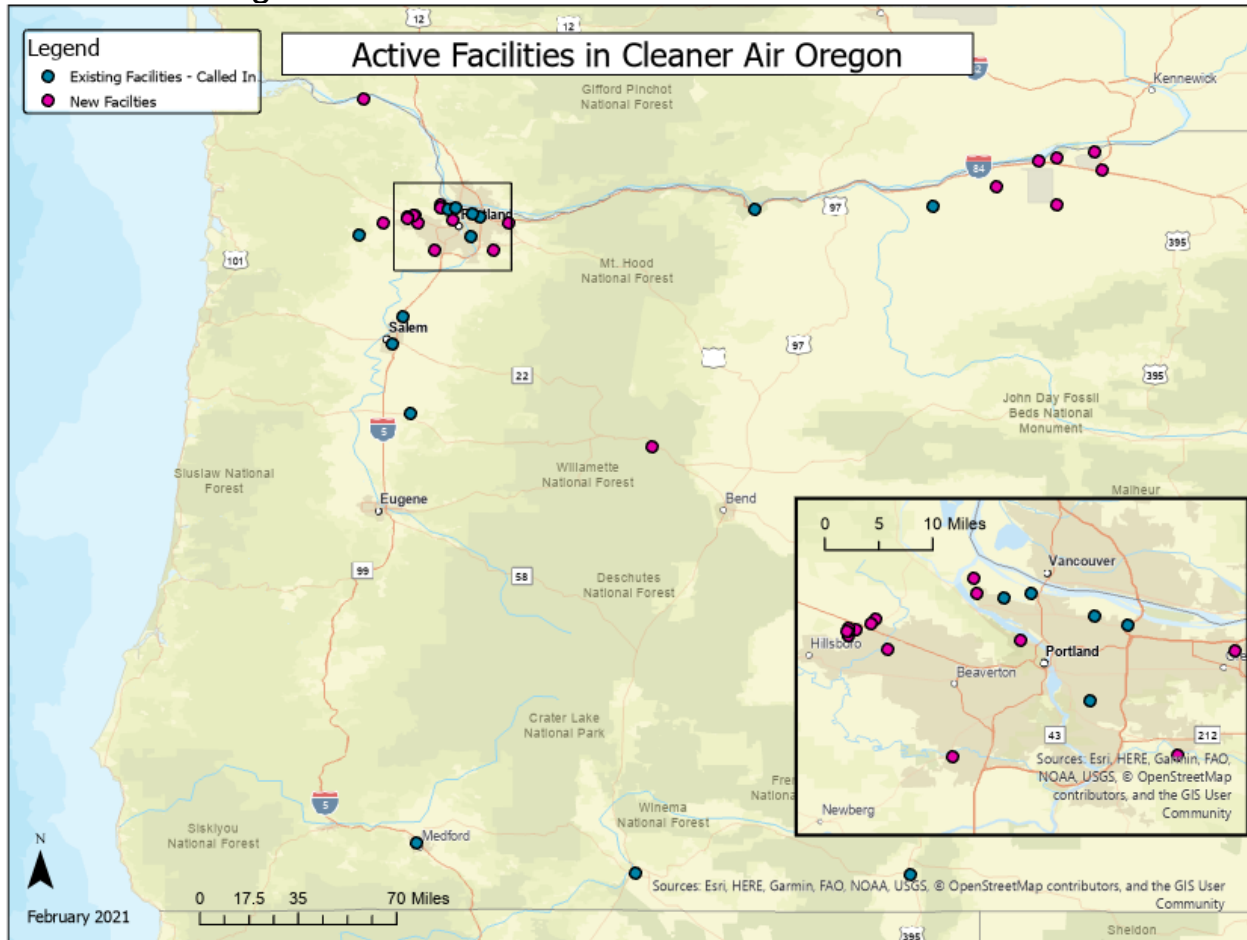 Legend
Existing Facilities - Called In
New Facilties
Active Facilities in Cleaner Air Oregon
12
12
Gifford Pinchot
National Forest
Kennewick
84
97
395
101
Mt. Hood
National Forest
Salem
97
22
395
John Day Fossil
Beds National
Monument
5
Siuslaw National
Forest
Willamette
National Forest
Malheur
Eugene
Bend
99
58
Deschutes
National Forest
Crater Lake
National Park
5
Winema
National Forest
Siskiyou
National Forest
Medford
N
February 2021
0 17.5 35 70 Miles
Sources: Esri, HERE, Garmin, FAO, NOAA, USGS, © OpenStreetMap contributors, and the GIS User
Community
395
Sheldon
0 5 10 Miles
Vancouver
Hillsboro
Portland
Beaverton
43
212
Newberg
Sources: Esri, HERE, Garmin, FAO,
NOAA, USGS, © OpenStreetMap
contributors, and the GIS User
Community